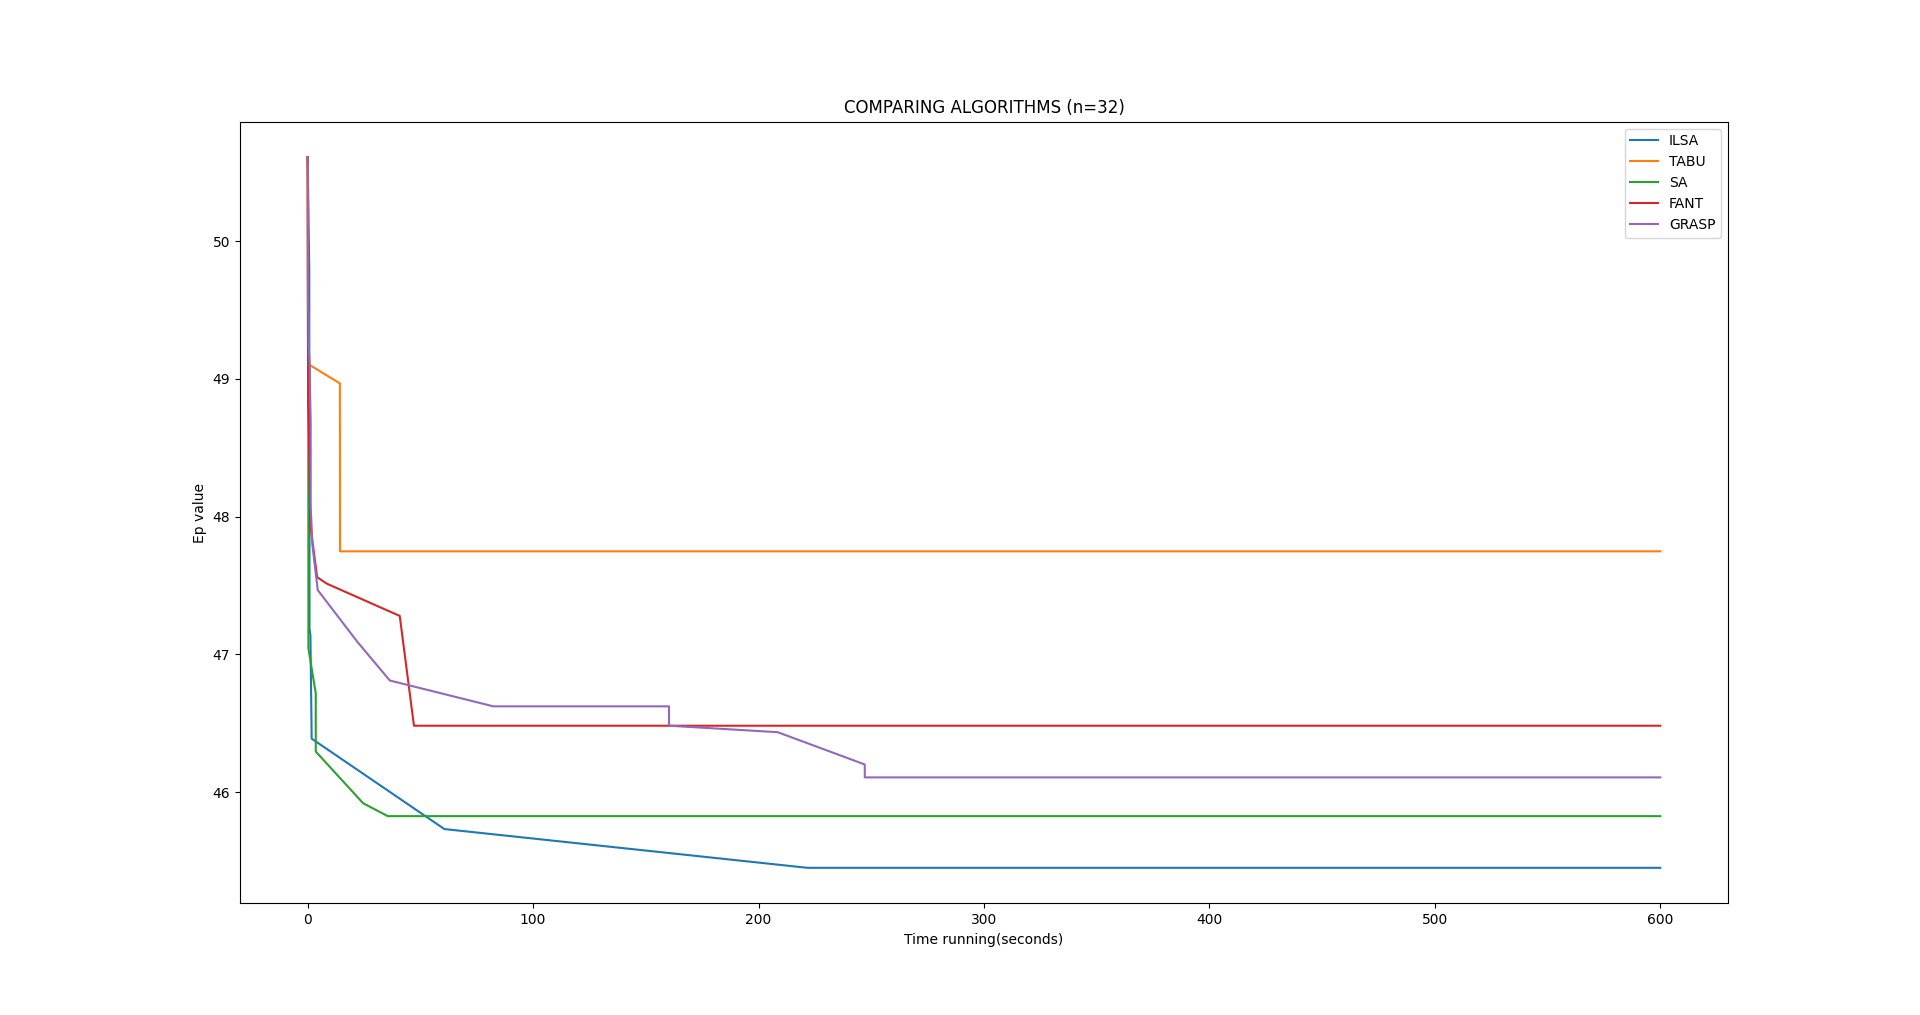 COMPARING ALGORITHMS (n=32)
ILSA
TABU
SA
FANT
GRASP
50
49
48
47
46
Ep value
0 100 200 300 400 500 600
Time running(seconds)